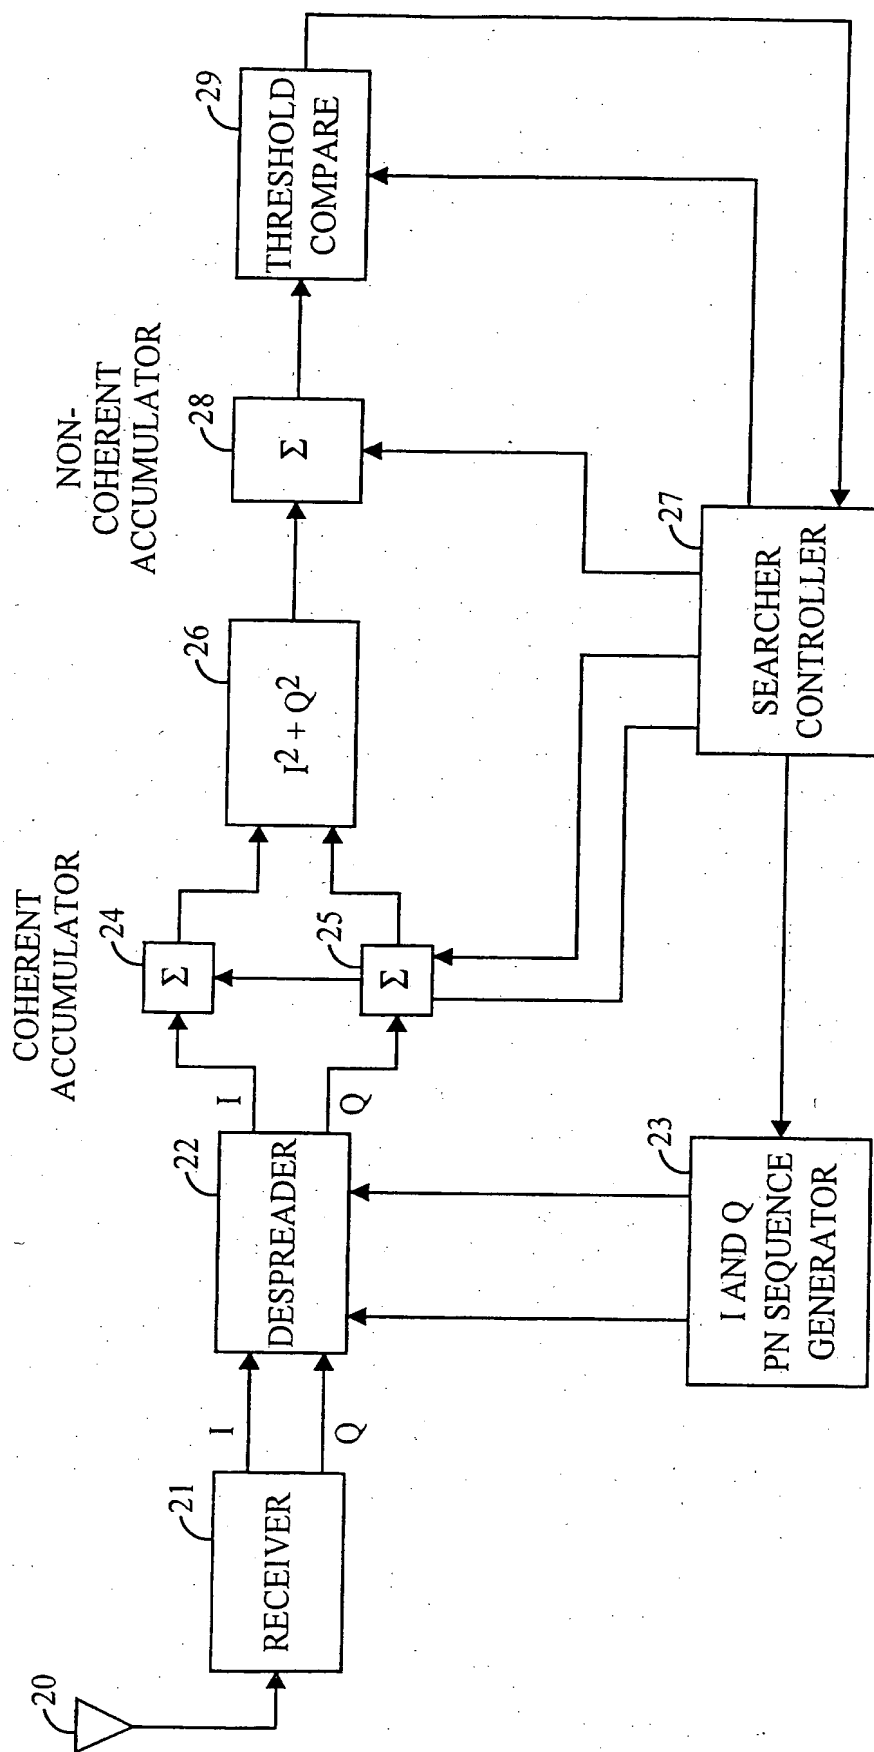 20
21
RECEIVER
I
Q
22
DESPREADER
I
Q
COHERENT
ACCUMULATOR
24
Σ
25
Σ
26
I² + Q²
NON-
COHERENT
ACCUMULATOR
28
Σ
29
THRESHOLD
COMPARE
23
I AND Q
PN SEQUENCE
GENERATOR
27
SEARCHER
CONTROLLER